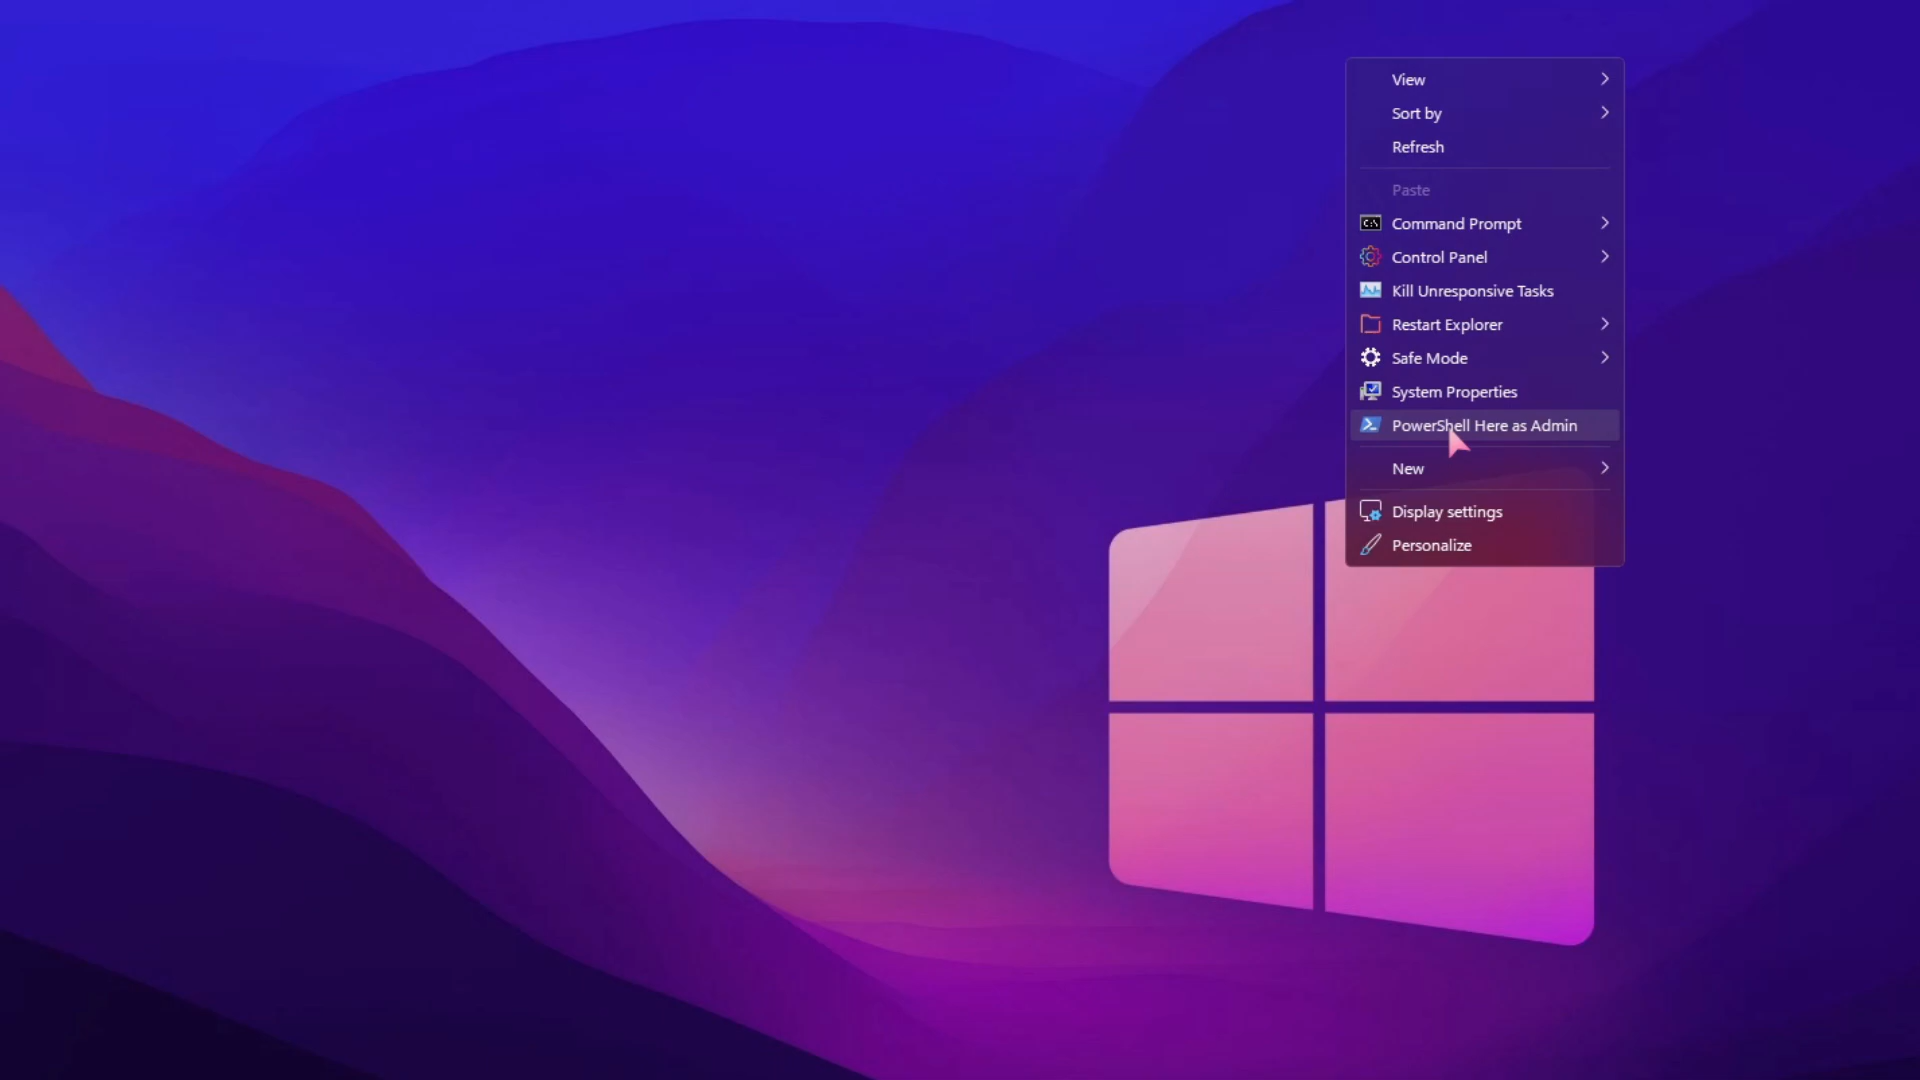 View
Sort by
Refresh
Paste
Command Prompt
Control Panel
Kill Unresponsive Tasks
Restart Explorer
Safe Mode
System Properties
PowerShell Here as Admin
New
Display settings
Personalize